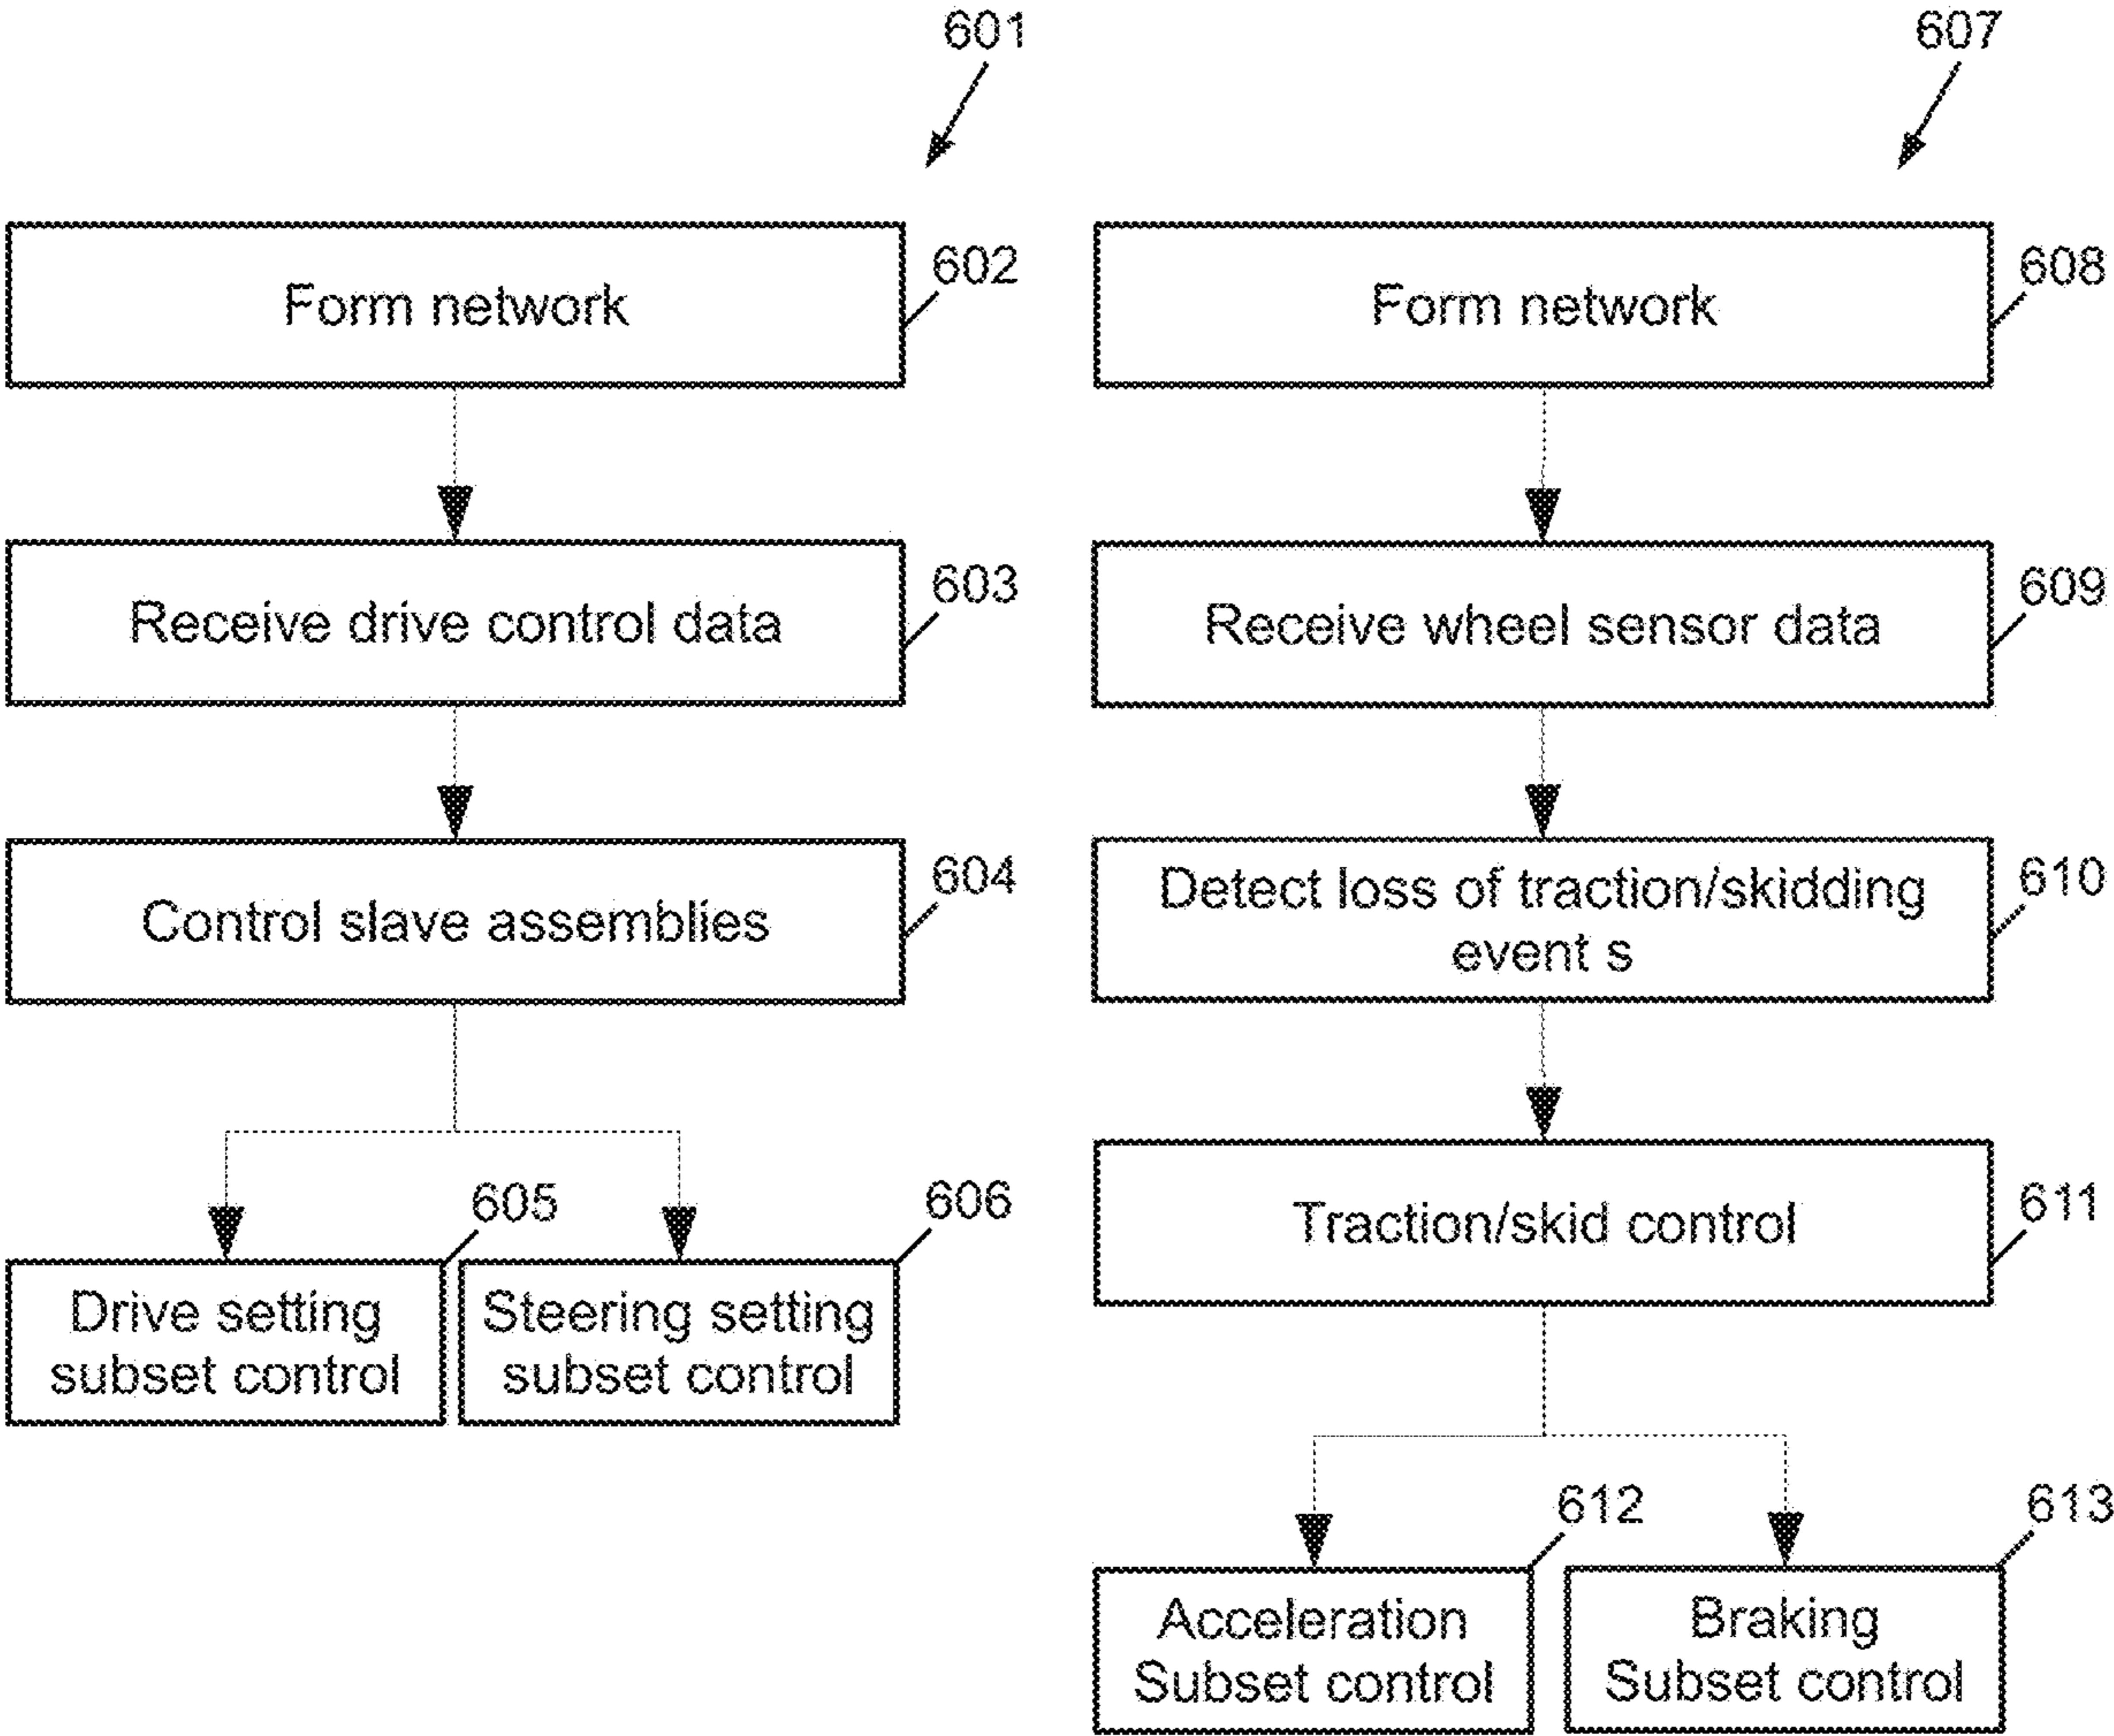 601
Form network
602
Receive drive control data
603
Control slave assemblies
604
605
606
Drive setting
subset control
Steering setting
subset control
607
Form network
608
Receive wheel sensor data
609
Detect loss of traction/skidding
event s
610
Traction/skid control
611
612
613
Acceleration
Subset control
Braking
Subset control